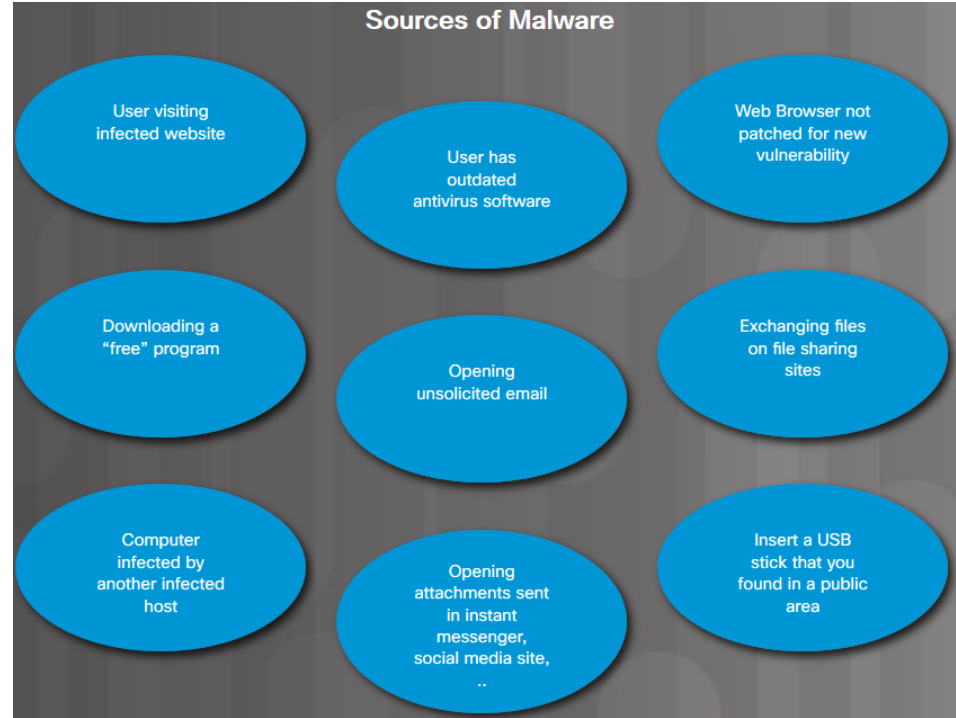 Sources of Malware
User visiting
infected website
User has
outdated
antivirus software
Web Browser not
patched for new
vulnerability
Downloading a
“free” program
Opening
unsolicited email
Exchanging files
on file sharing
sites
Computer
infected by
another infected
host
Opening
attachments sent
in instant
messenger,
social media site,
..
Insert a USB
stick that you
found in a public
area